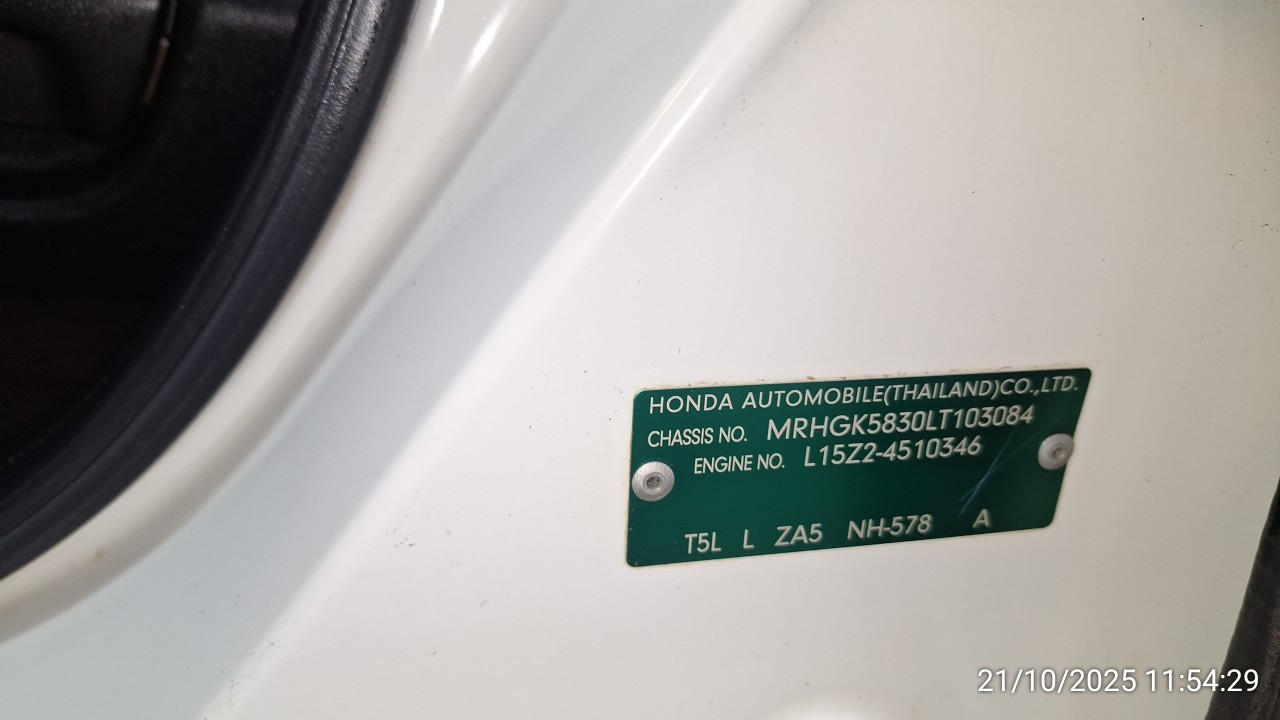 HONDA AUTOMOBILE(THAILAND)CO.,LTD.
CHASSIS NO. MRHGK5830LT103084
ENGINE NO. L15Z2-4510346
T5L L ZA5 NH-578 A
21/10/2025 11:54:29